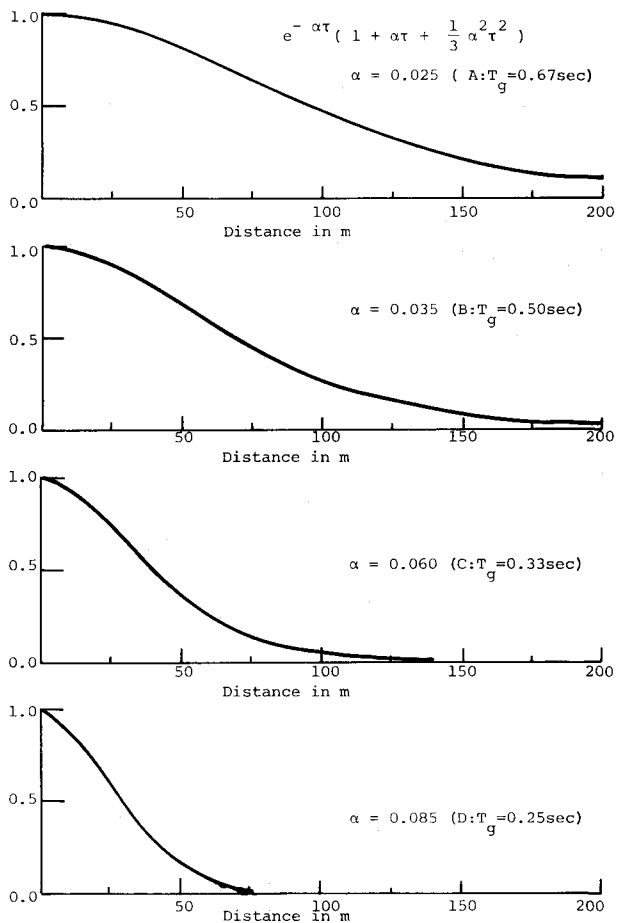 1.0
e^- ατ ( 1 + ατ + 1/3 α²τ² )
α = 0.025 ( A:T_g=0.67sec)
0.5
0.0
50 100 150 200
Distance in m
1.0
α = 0.035 (B:T_g=0.50sec)
0.5
0.0
50 100 150 200
Distance in m
1.0
0.5
α = 0.060 (C:T_g=0.33sec)
0.0
50 100 150 200
Distance in m
1.0
0.5
α = 0.085 (D:T_g=0.25sec)
0.0
50 100 150 200
Distance in m